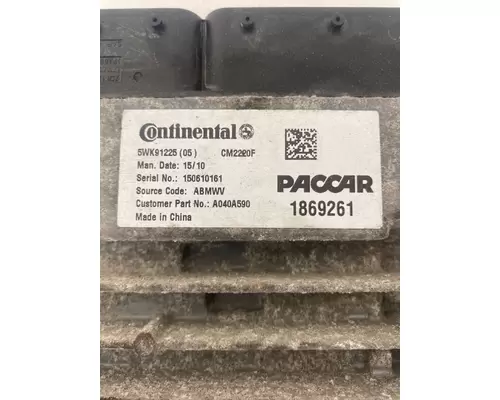 Continental
5WK91225 (05) CM2220F
Man. Date: 15/10
Serial No.: 150610161
Source Code: ABMWV
Customer Part No.: A040A590
Made in China
PACCAR
1869261